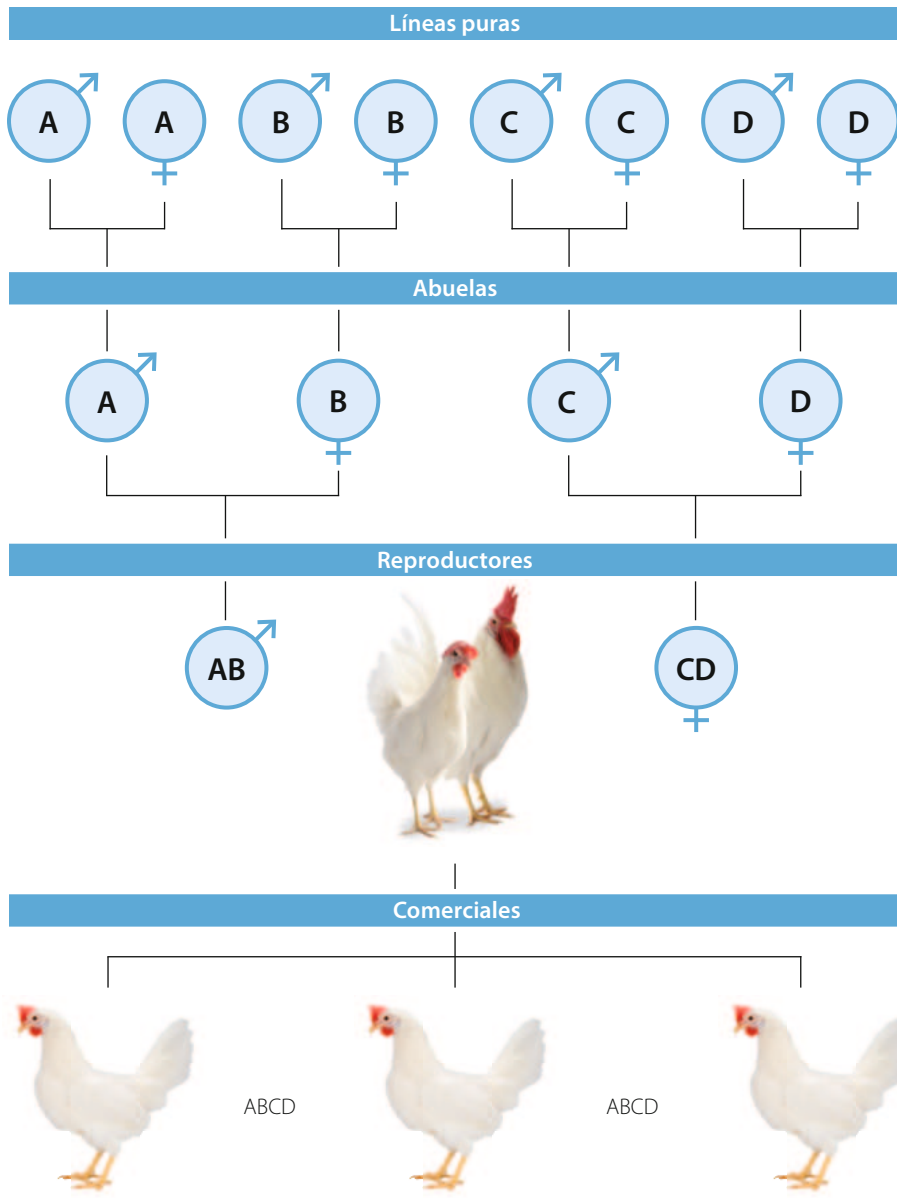 Líneas puras
A A B B C C D D
Abuelas
A B C D
Reproductores
AB CD
Comerciales
ABCD ABCD